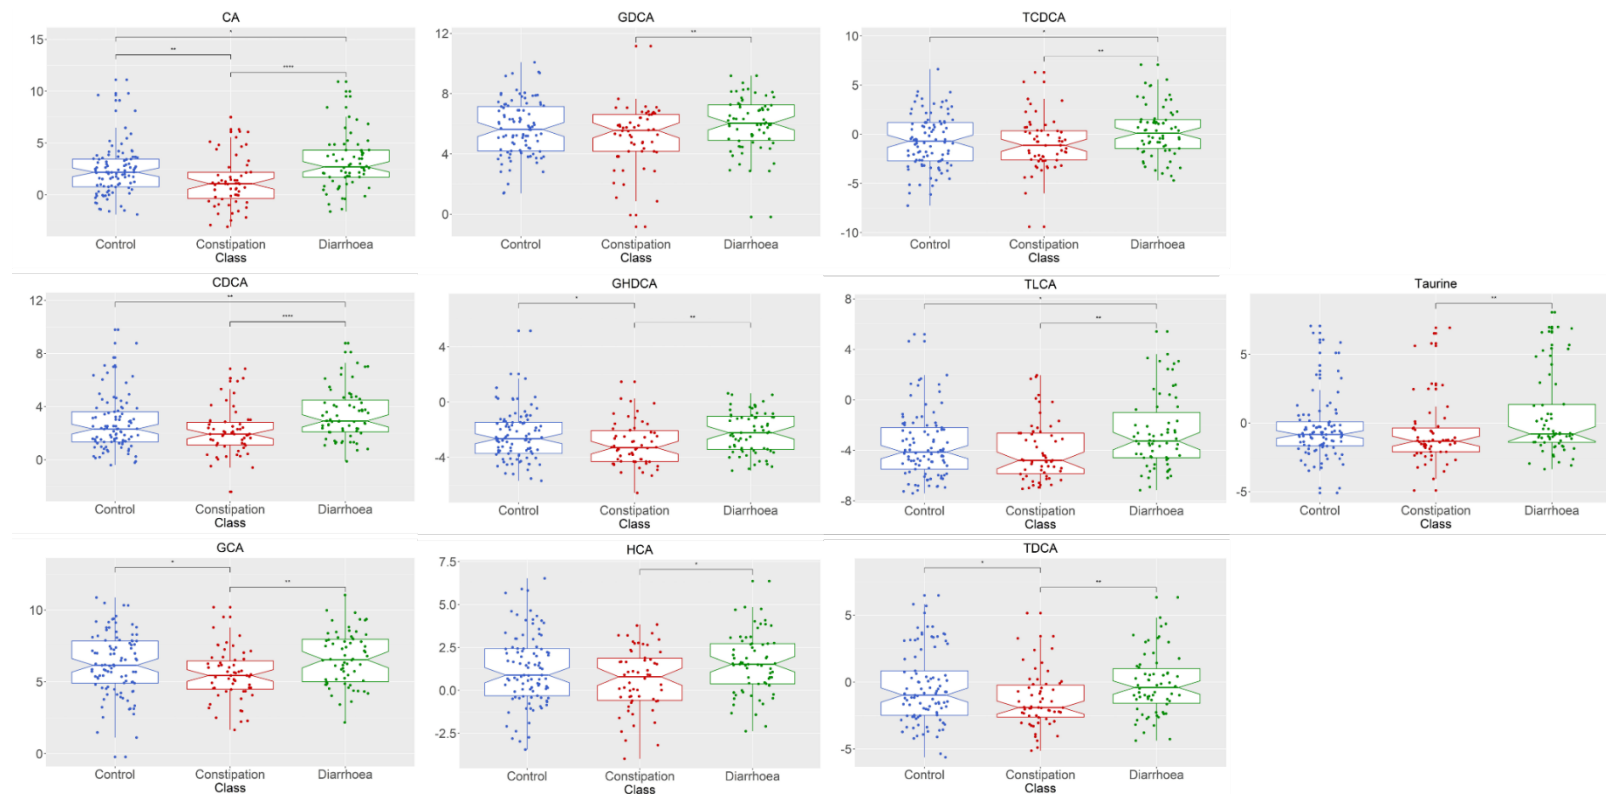 CA
*
**
****
15
10
5
0
Control Constipation Diarrhoea
Class
GDCA
**
12
8
4
0
Control Constipation Diarrhoea
Class
TCDCA
*
**
10
5
0
-5
-10
Control Constipation Diarrhoea
Class
CDCA
**
****
12
8
4
0
Control Constipation Diarrhoea
Class
GHDCA
*
**
4
0
-4
Control Constipation Diarrhoea
Class
TLCA
*
**
8
4
0
-4
-8
Control Constipation Diarrhoea
Class
Taurine
**
5
0
-5
Control Constipation Diarrhoea
Class
GCA
*
**
10
5
0
Control Constipation Diarrhoea
Class
HCA
*
7.5
5.0
2.5
0.0
-2.5
Control Constipation Diarrhoea
Class
TDCA
*
**
5
0
-5
Control Constipation Diarrhoea
Class